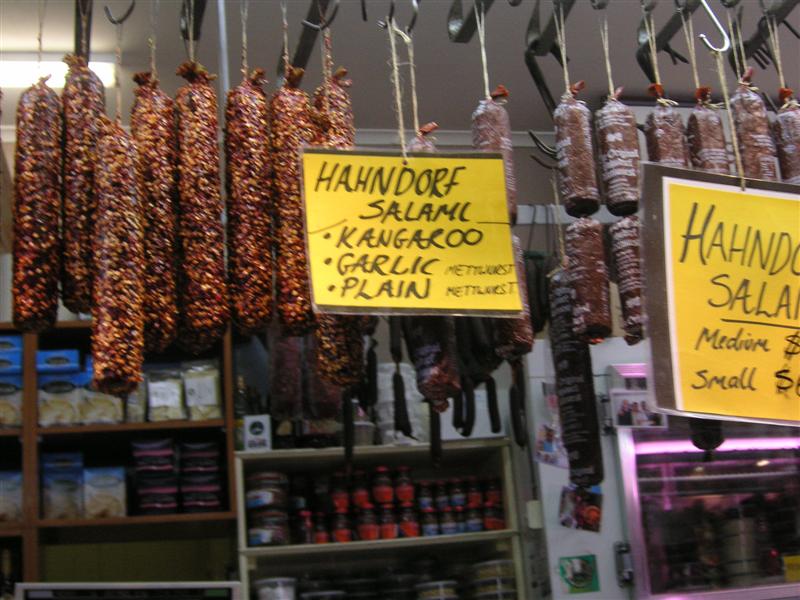 HAHNDORF
SALAMI
• KANGAROO
• GARLIC METTWURST
• PLAIN METTWURST
HAHNDO
SALA
Medium $
Small $